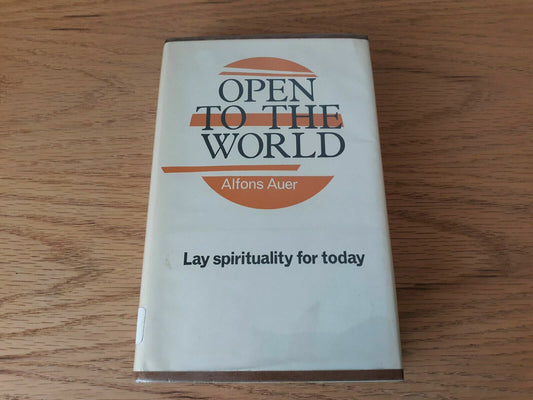 OPEN
TO THE
WORLD
Alfons Auer
Lay spirituality for today